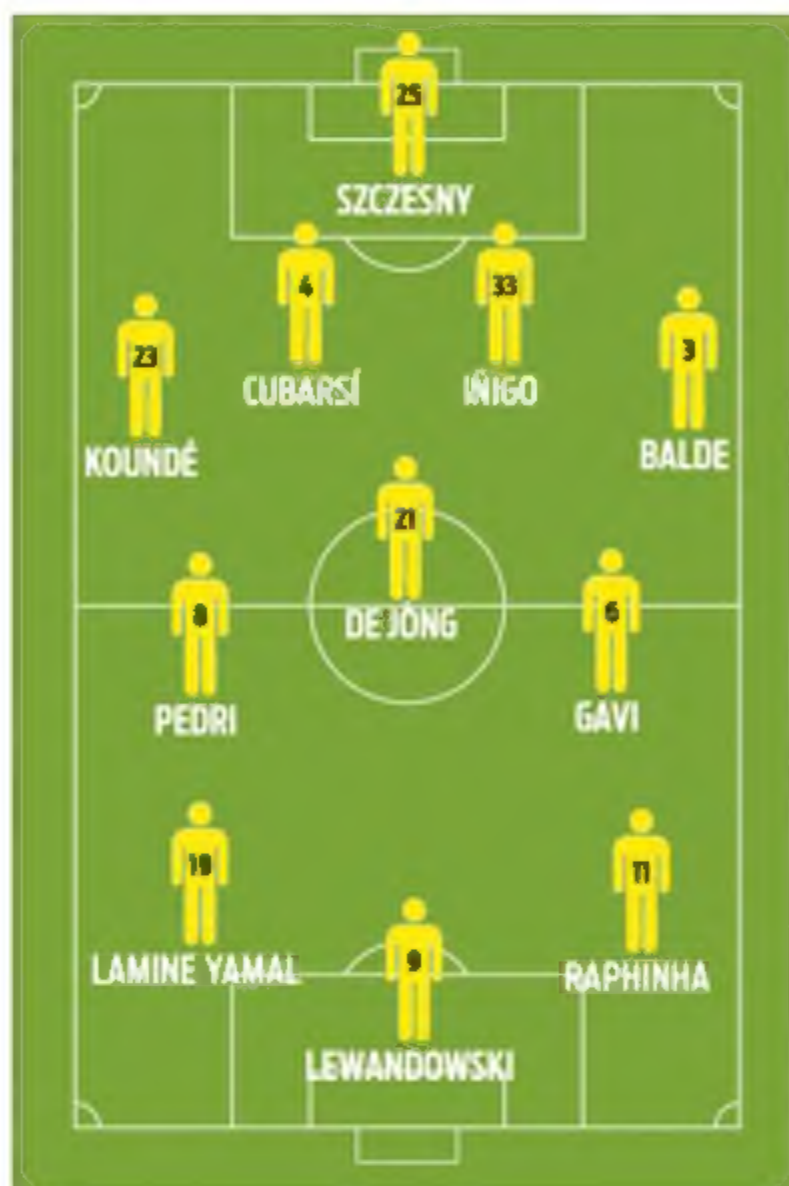 25
SZCZESNY
4
33
CUBARSÍ
IÑIGO
23
3
KOUNDÉ
BALDE
21
DE JONG
8
6
PEDRI
GAVI
19
11
LAMINE YAMAL
RAPHINHA
9
LEWANDOWSKI